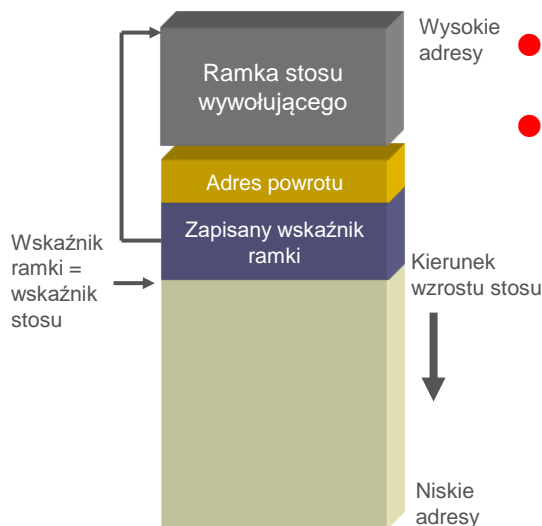 Wysokie
adresy
Ramka stosu
wywołującego
Adres powrotu
Zapisany wskaźnik
ramki
Wskaźnik
ramki =
wskaźnik
stosu
Kierunek
wzrostu stosu
Niskie
adresy